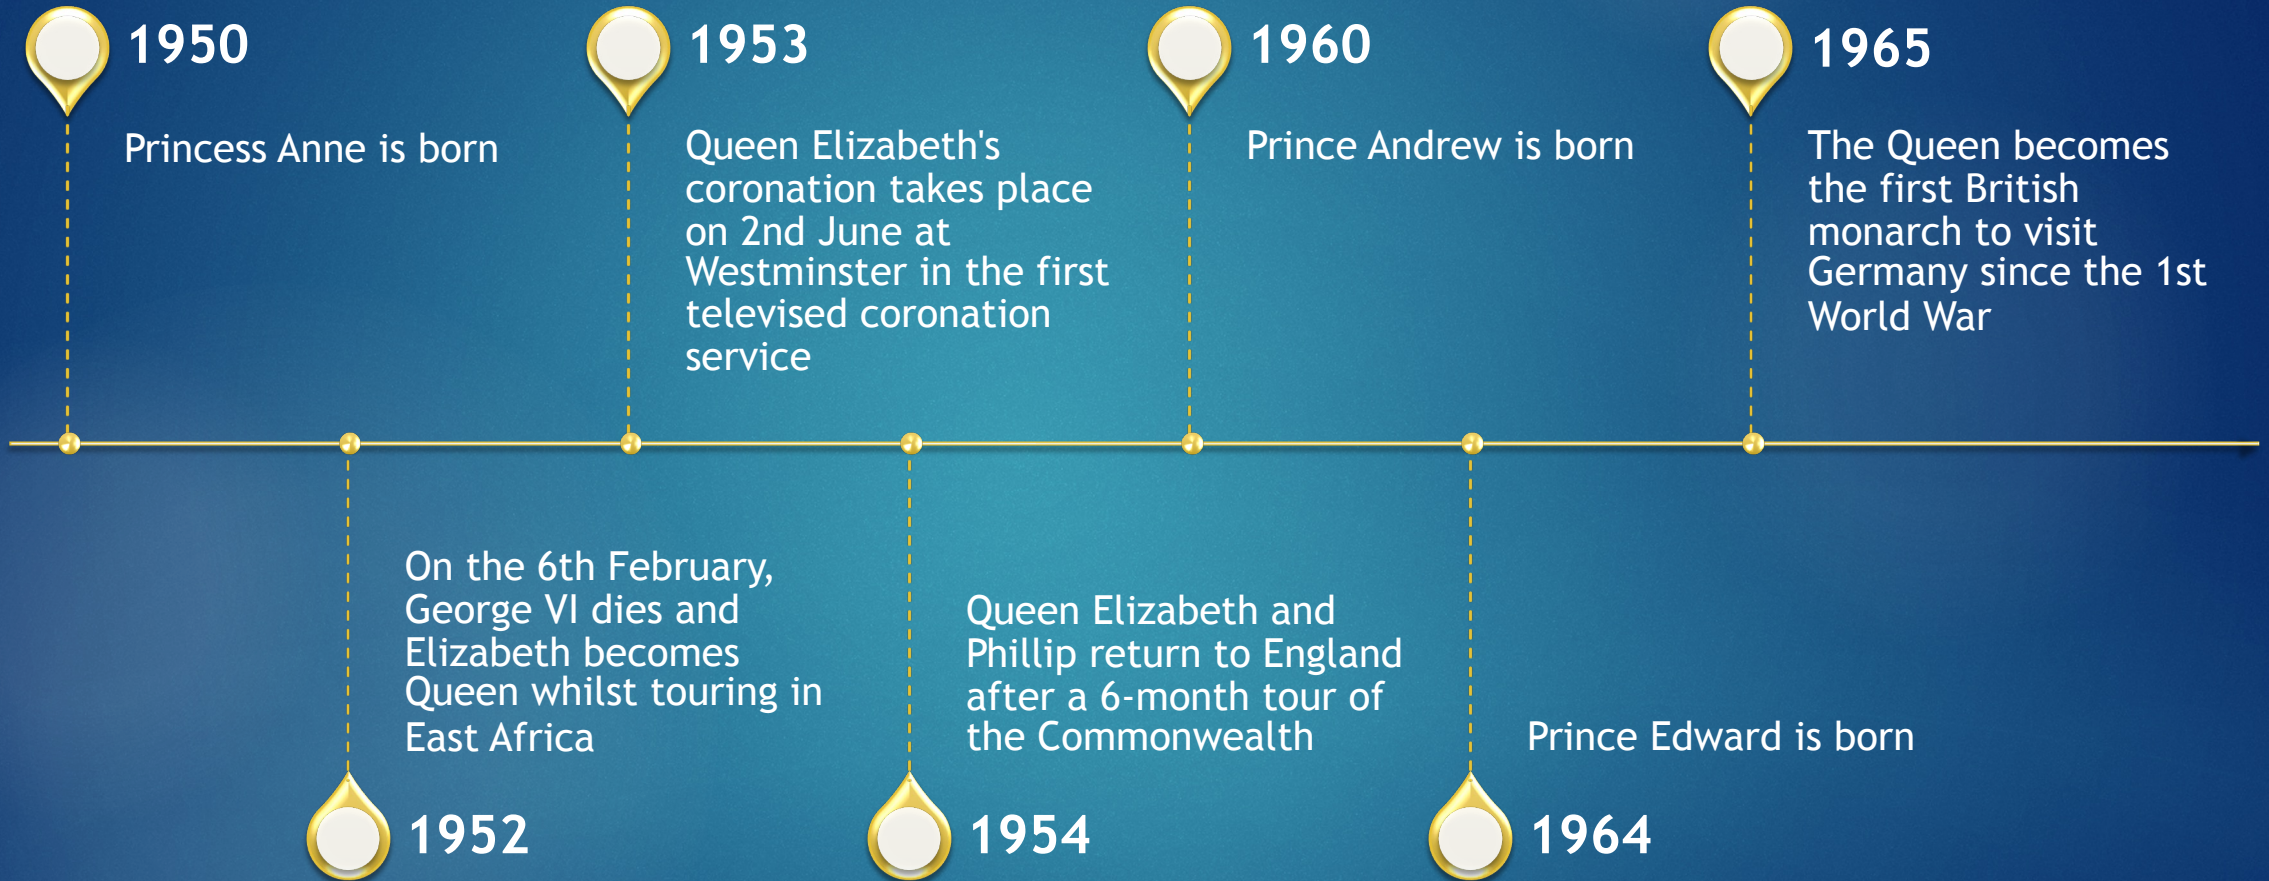 1950
Princess Anne is born
1953
Queen Elizabeth's
coronation takes place
on 2nd June at
Westminster in the first
televised coronation
service
1960
Prince Andrew is born
1965
The Queen becomes
the first British
monarch to visit
Germany since the 1st
World War
On the 6th February,
George VI dies and
Elizabeth becomes
Queen whilst touring in
East Africa
1952
Queen Elizabeth and
Phillip return to England
after a 6-month tour of
the Commonwealth
1954
Prince Edward is born
1964